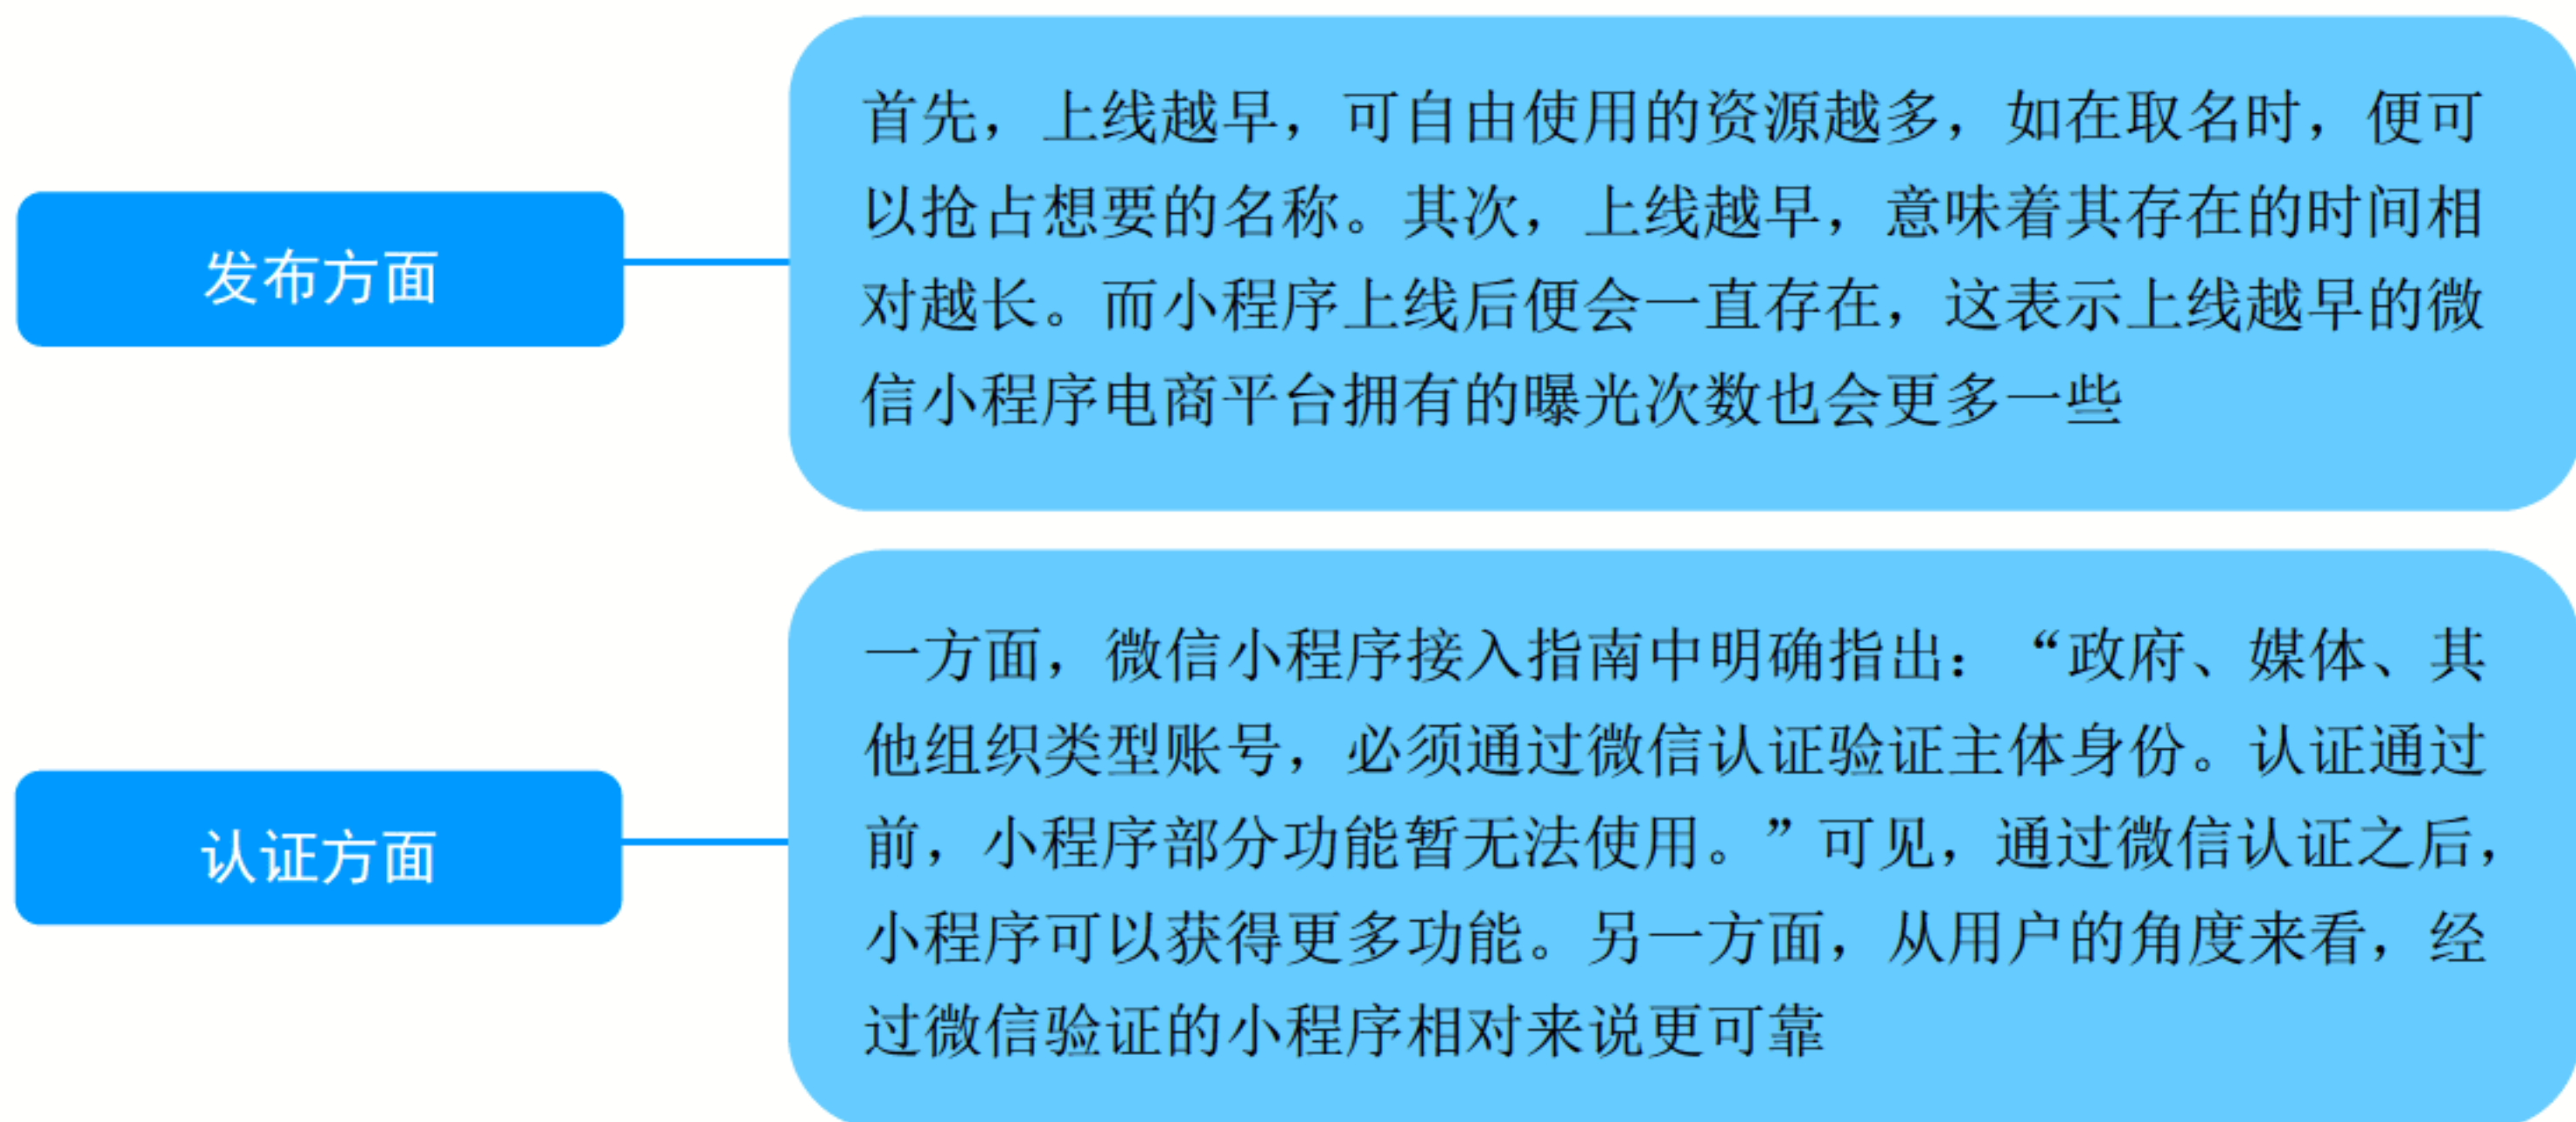 发布方面
首先，上线越早，可自由使用的资源越多，如在取名时，便可
以抢占想要的名称。其次，上线越早，意味着其存在的时间相
对越长。而小程序上线后便会一直存在，这表示上线越早的微
信小程序电商平台拥有的曝光次数也会更多一些
认证方面
一方面，微信小程序接入指南中明确指出：“政府、媒体、其
他组织类型账号，必须通过微信认证验证主体身份。认证通过
前，小程序部分功能暂无法使用。”可见，通过微信认证之后，
小程序可以获得更多功能。另一方面，从用户的角度来看，经
过微信验证的小程序相对来说更可靠